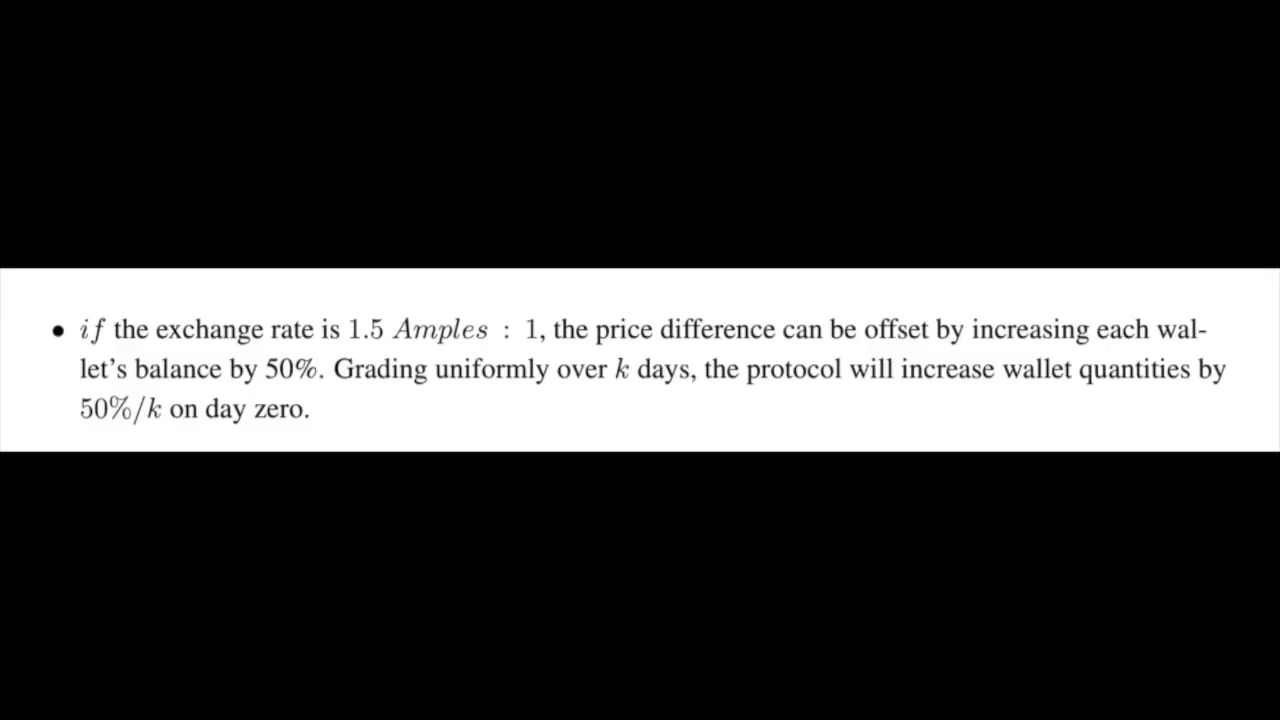 • if the exchange rate is 1.5 Amples : 1, the price difference can be offset by increasing each wal-
let's balance by 50%. Grading uniformly over k days, the protocol will increase wallet quantities by
50%/k on day zero.